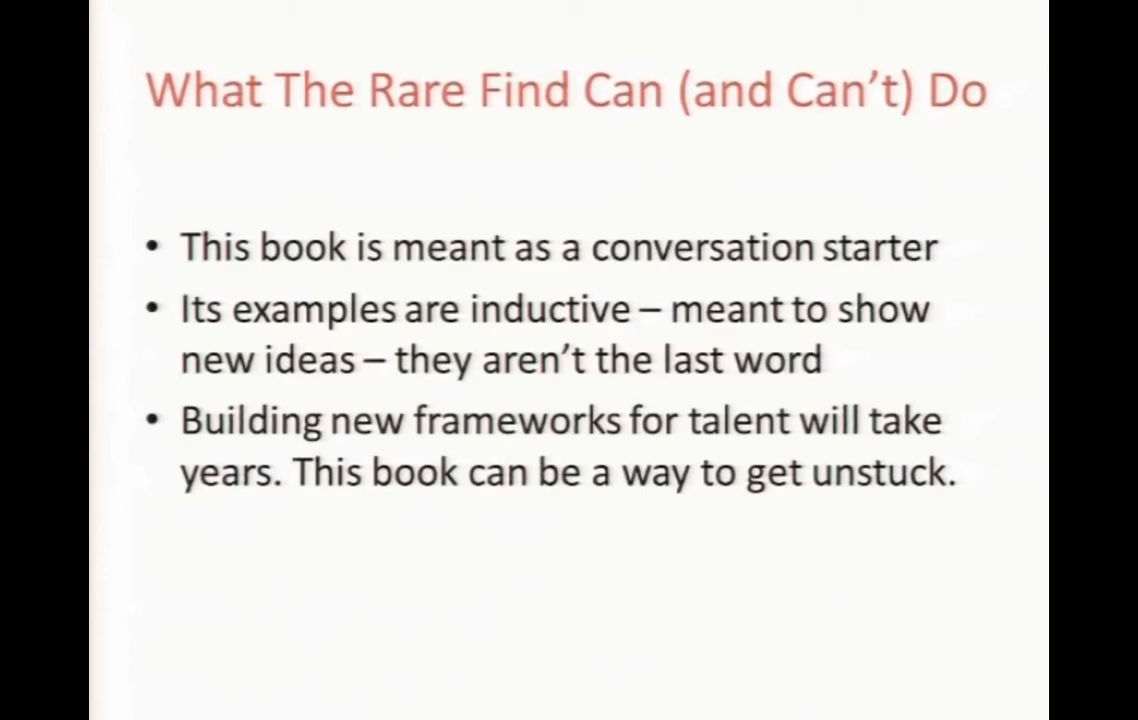 What The Rare Find Can (and Can’t) Do
• This book is meant as a conversation starter
• Its examples are inductive – meant to show
new ideas – they aren’t the last word
• Building new frameworks for talent will take
years. This book can be a way to get unstuck.